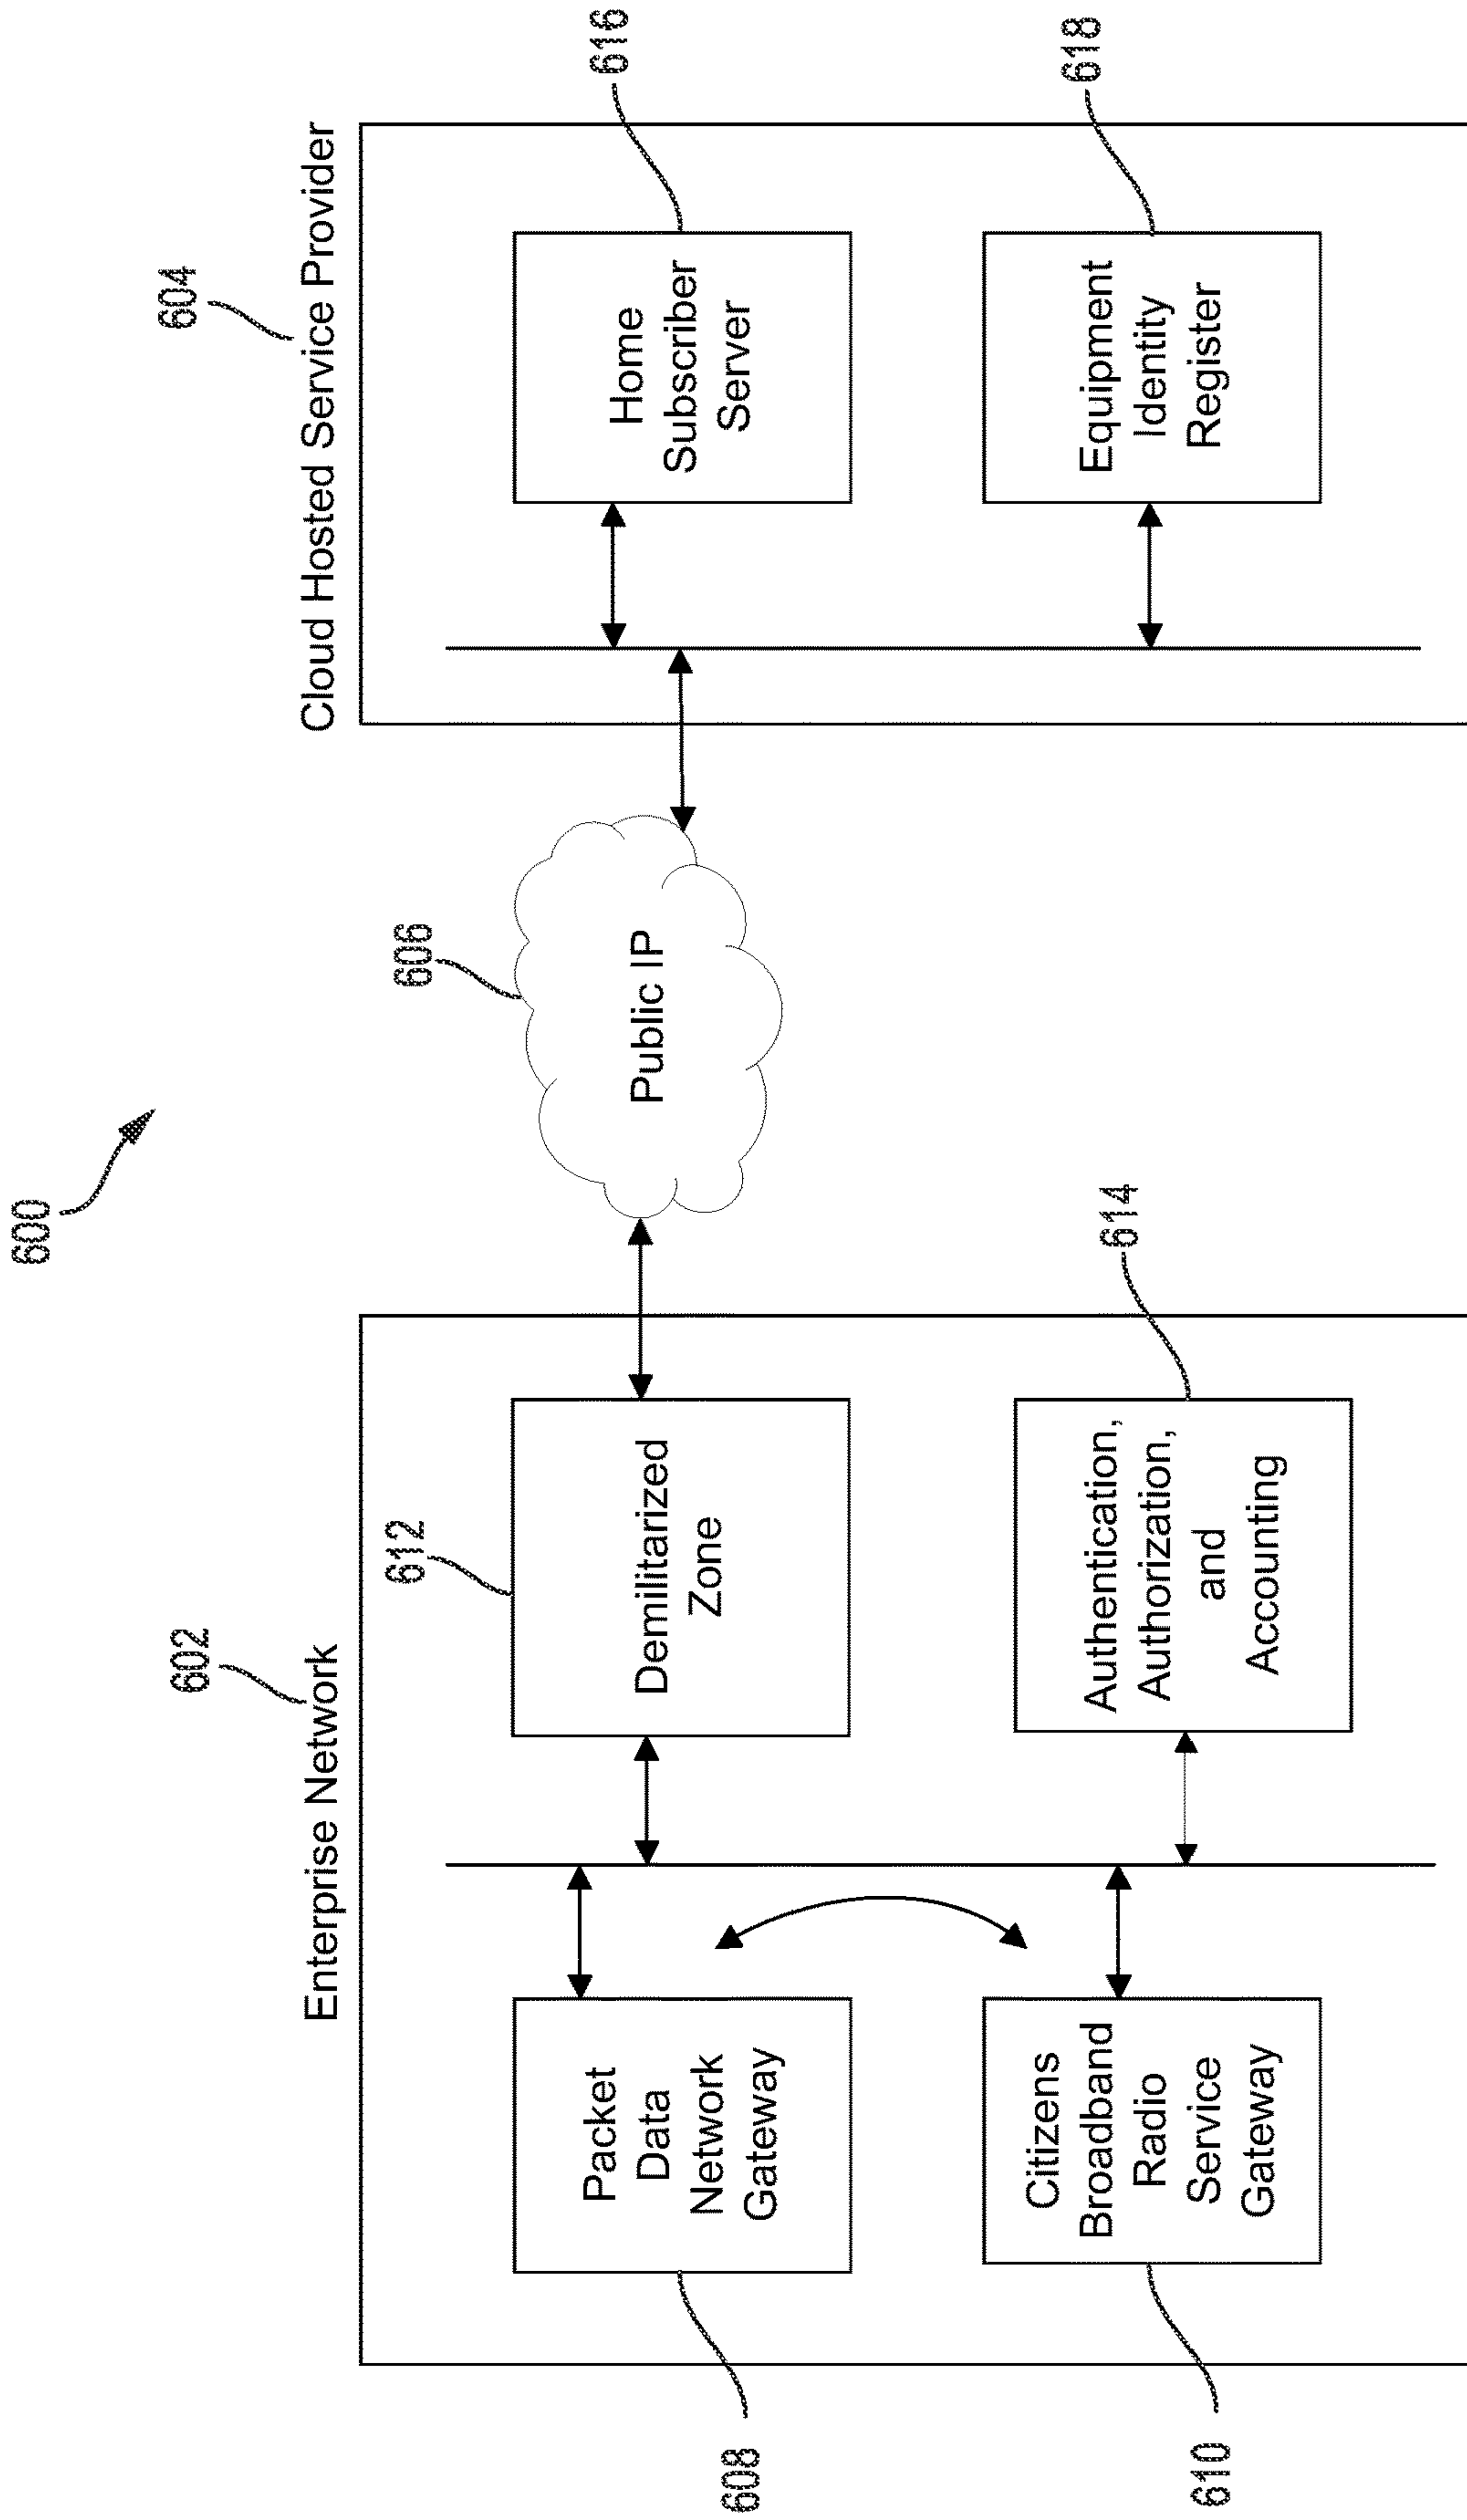 600
602
Enterprise Network
604
Cloud Hosted Service Provider
608
Packet
Data
Network
Gateway
612
Demilitarized
Zone
606
Public IP
Home
Subscriber
Server
616
610
Citizens
Broadband
Radio
Service
Gateway
Authentication,
Authorization,
and
Accounting
614
Equipment
Identity
Register
618